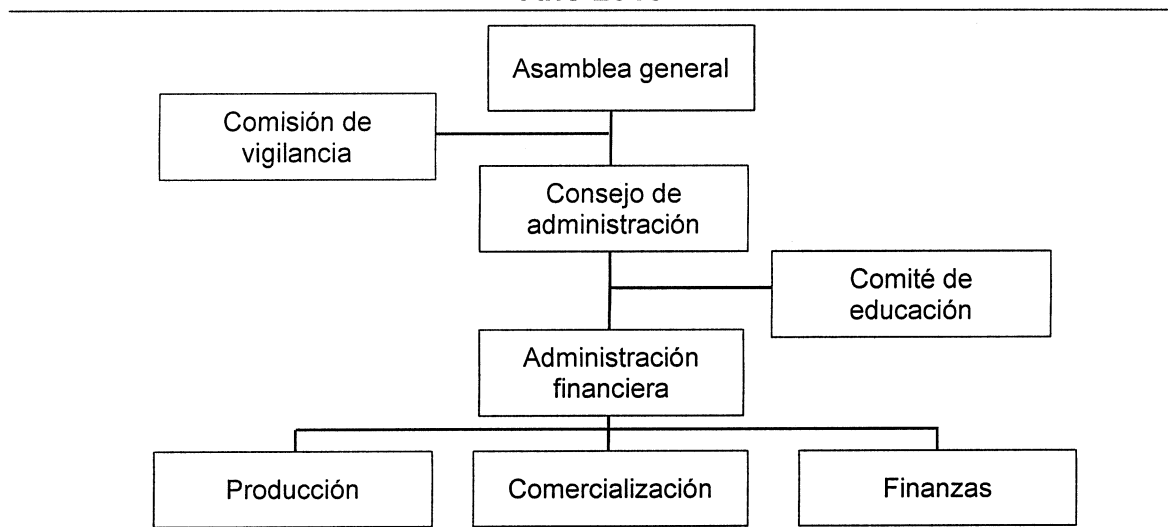 Asamblea general
Comisión de
vigilancia
Consejo de
administración
Comité de
educación
Administración
financiera
Producción
Comercialización
Finanzas